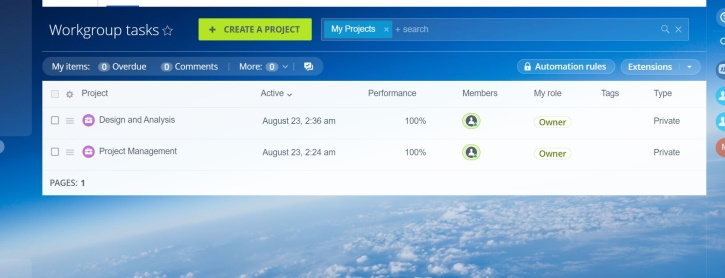 Workgroup tasks
+ CREATE A PROJECT
My Projects × + search
My items: 0 Overdue 0 Comments More: 0
Automation rules
Extensions
Project Active Performance Members My role Tags Type
Design and Analysis August 23, 2:36 am 100% Owner Private
Project Management August 23, 2:24 am 100% Owner Private
PAGES: 1